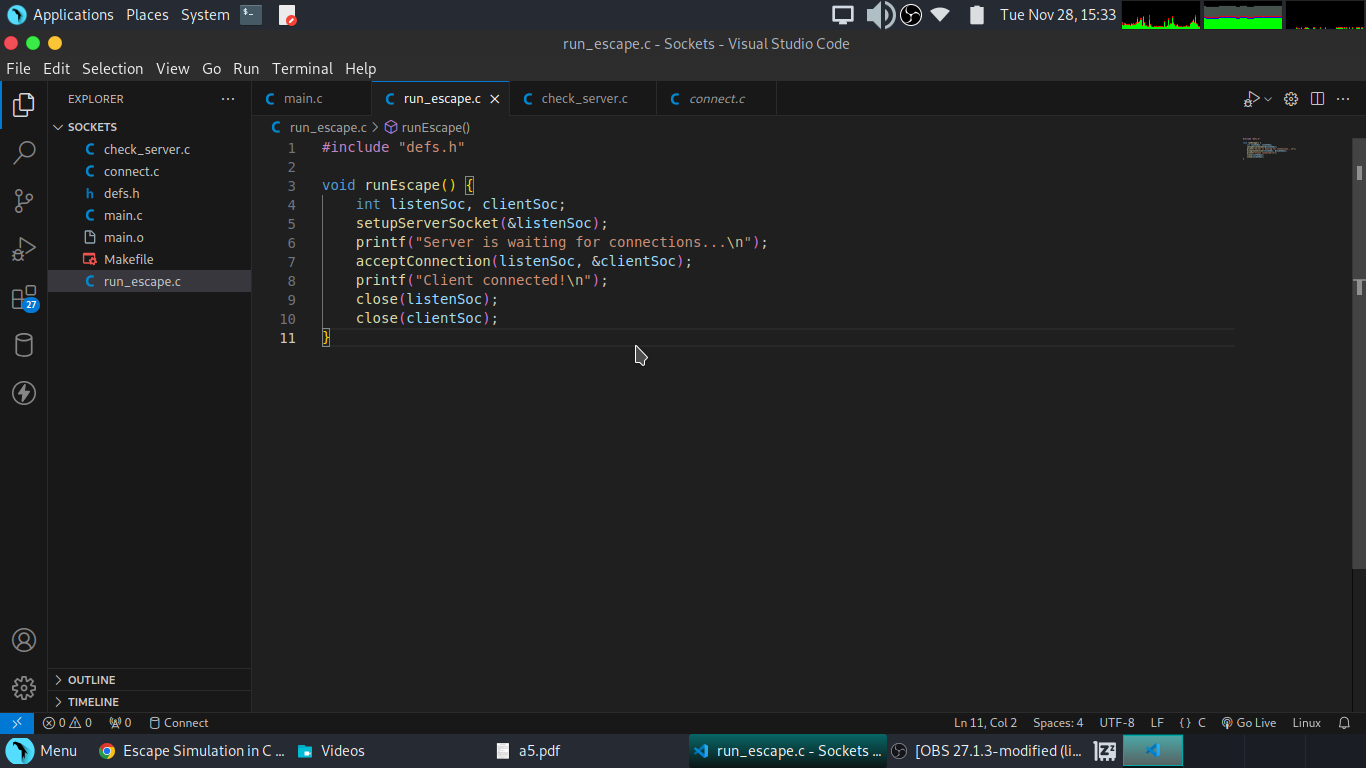 Applications Places System Tue Nov 28, 15:33
run_escape.c - Sockets - Visual Studio Code
File Edit Selection View Go Run Terminal Help
EXPLORER
main.c run_escape.c check_server.c connect.c
SOCKETS
run_escape.c runEscape()
check_server.c
connect.c
defs.h
main.c
main.o
Makefile
run_escape.c
27
1 #include "defs.h"
2
3 void runEscape() {
4 int listenSoc, clientSoc;
5 setupServerSocket(&listenSoc);
6 printf("Server is waiting for connections...\n");
7 acceptConnection(listenSoc, &clientSoc);
8 printf("Client connected!\n");
9 close(listenSoc);
10 close(clientSoc);
11 }
OUTLINE
TIMELINE
0 0 0 Connect Ln 11, Col 2 Spaces: 4 UTF-8 LF {} C Go Live Linux
Menu Escape Simulation in C ... Videos a5.pdf run_escape.c - Sockets ... [OBS 27.1.3-modified (li...